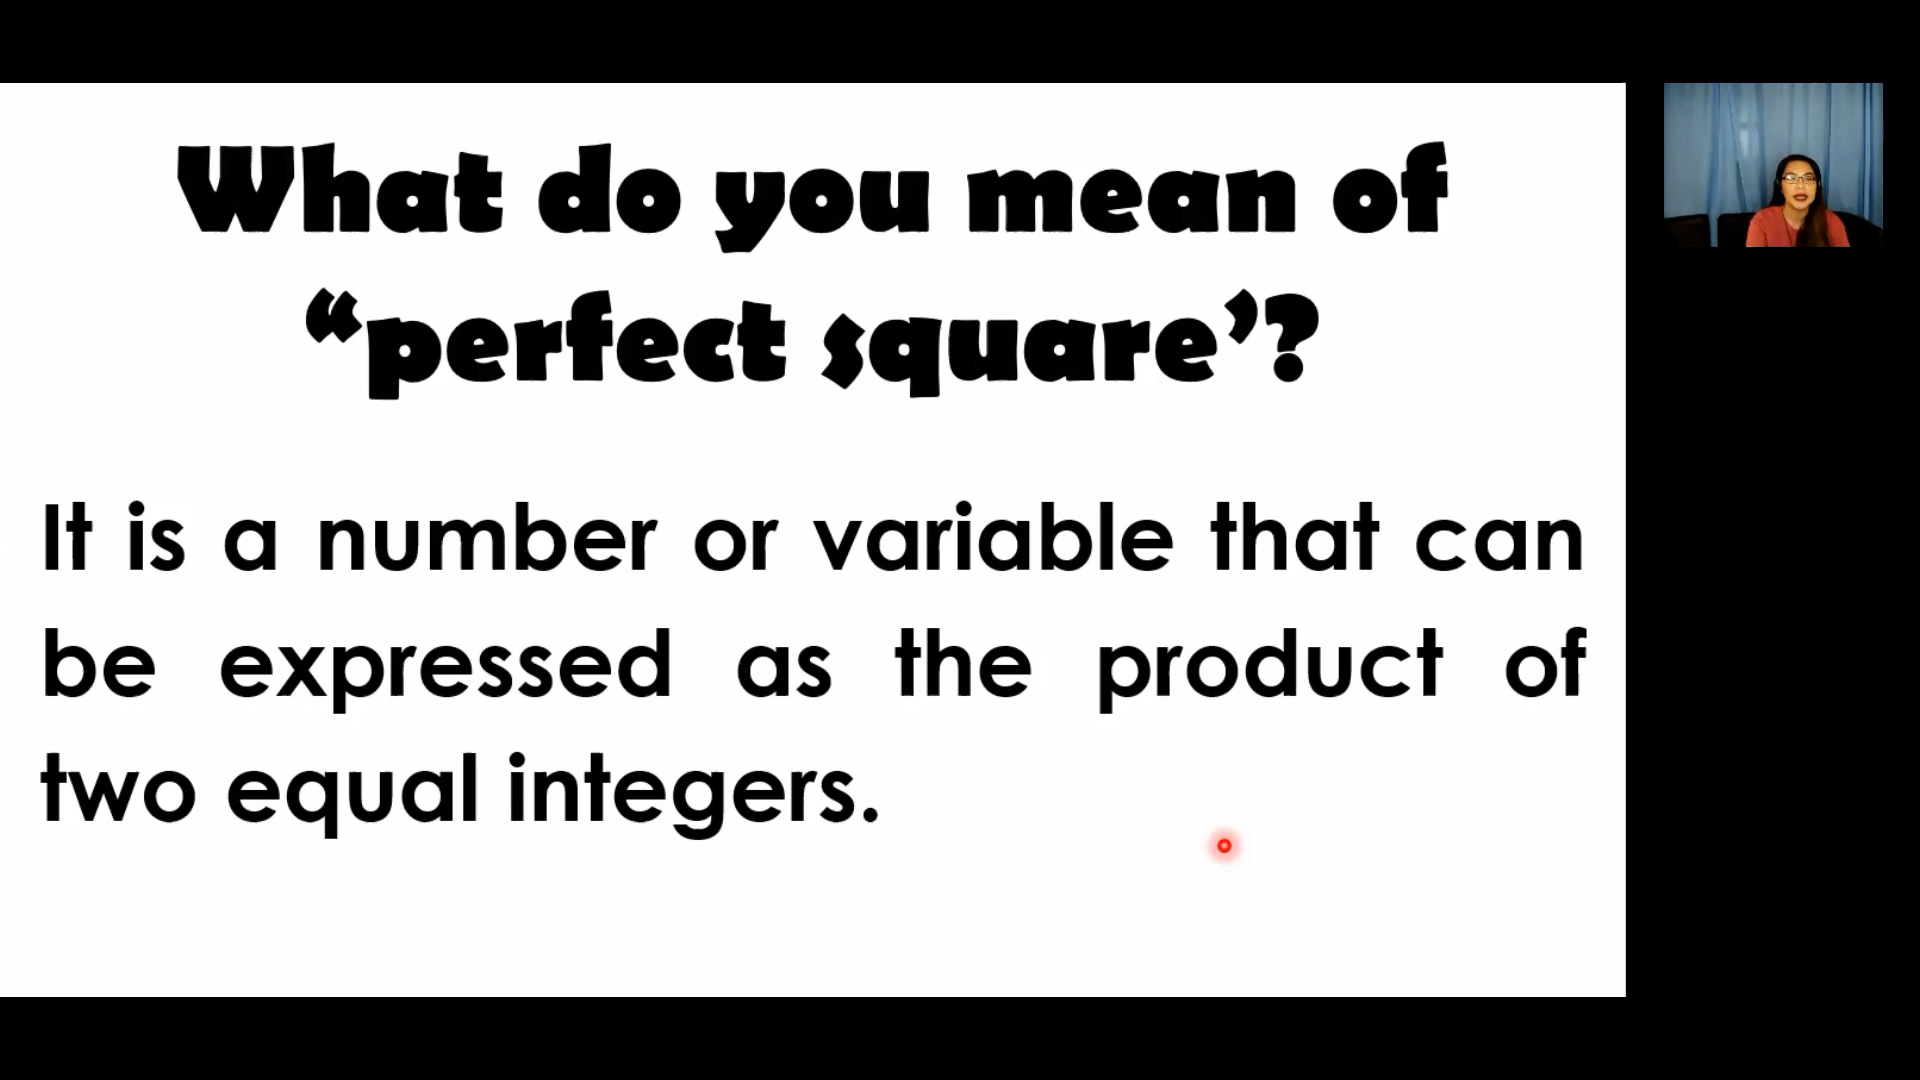 What do you mean of
“perfect square’?
It is a number or variable that can
be expressed as the product of
two equal integers.